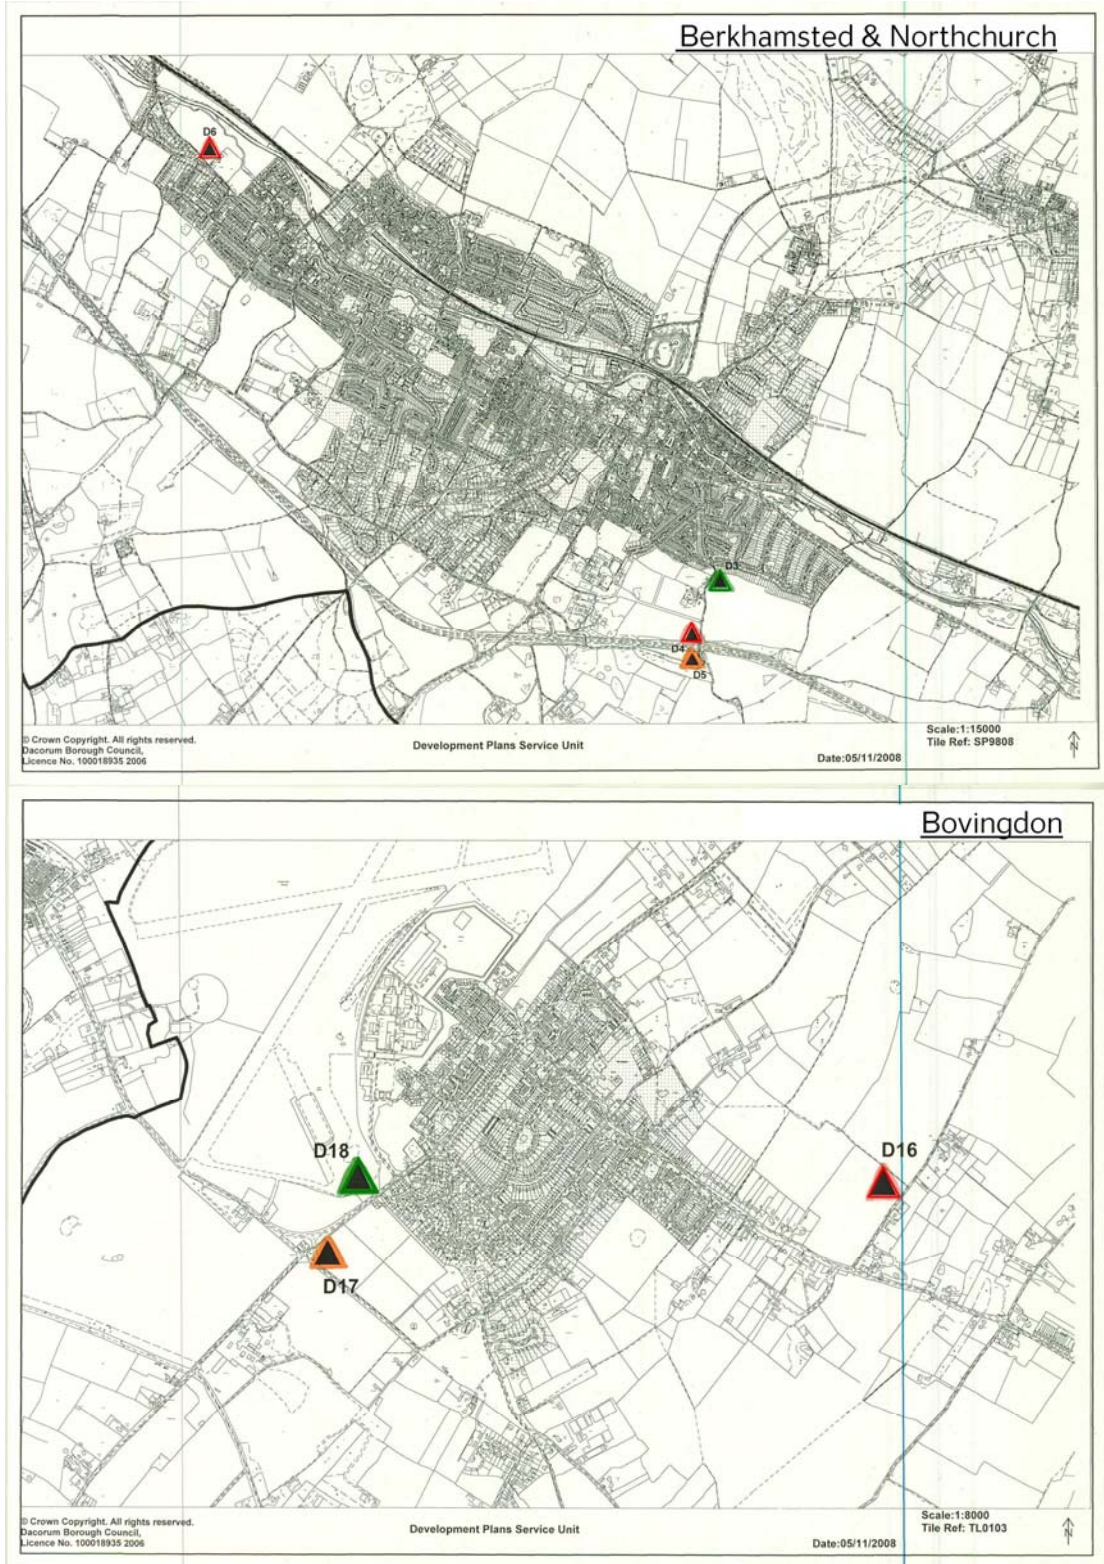 Berkhamsted & Northchurch
D6
D3
D4
D5
© Crown Copyright. All rights reserved.
Dacorum Borough Council,
Licence No. 100018935 2006
Development Plans Service Unit
Date:05/11/2008
Scale:1:15000
Tile Ref: SP9808
N
Bovingdon
D18
D16
D17
© Crown Copyright. All rights reserved.
Dacorum Borough Council,
Licence No. 100018935 2006
Development Plans Service Unit
Date:05/11/2008
Scale:1:8000
Tile Ref: TL0103
N